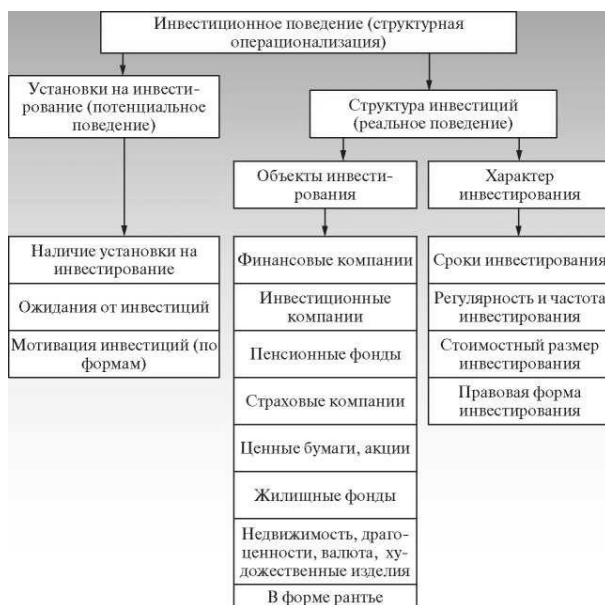 Инвестиционное поведение (структурная
операционализация)
Установки на инвести-
рование (потенциальное
поведение)
Структура инвестиций
(реальное поведение)
Объекты инвести-
рования
Характер
инвестирования
Наличие установки на
инвестирование
Ожидания от инвестиций
Мотивация инвестиций (по
формам)
Финансовые компании
Инвестиционные
компании
Пенсионные фонды
Страховые компании
Ценные бумаги, акции
Жилищные фонды
Недвижимость, драго-
ценности, валюта, ху-
дожественные изделия
В форме рантье
Сроки инвестирования
Регулярность и частота
инвестирования
Стоимостный размер
инвестирования
Правовая форма
инвестирования